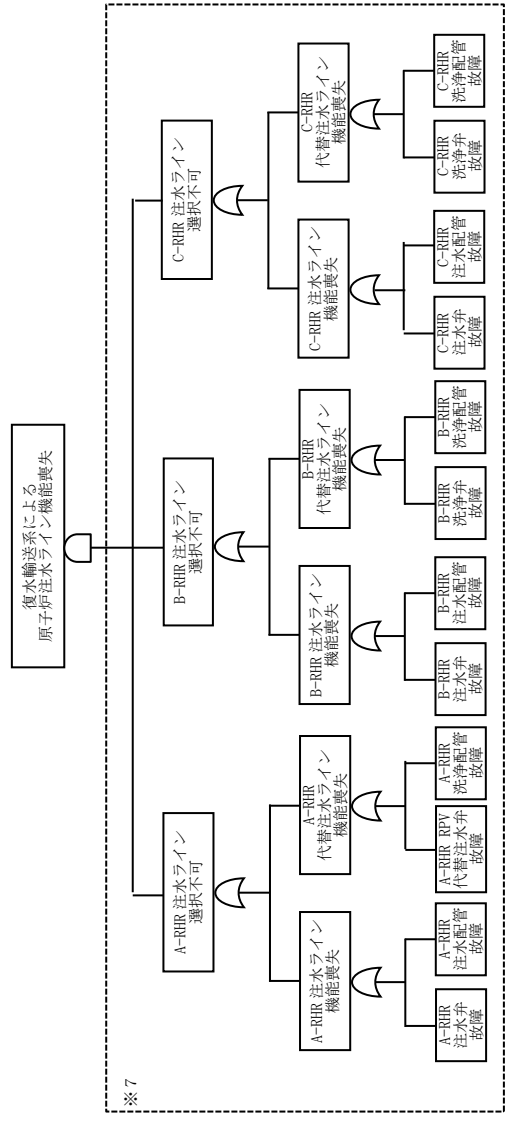 ※7
復水輸送系による
原子炉注水ライン機能喪失
A-RHR 注水ライン
選択不可
B-RHR 注水ライン
選択不可
C-RHR 注水ライン
選択不可
A-RHR 注水ライン
機能喪失
A-RHR
代替注水ライン
機能喪失
B-RHR 注水ライン
機能喪失
B-RHR
代替注水ライン
機能喪失
C-RHR 注水ライン
機能喪失
C-RHR
代替注水ライン
機能喪失
A-RHR
注水弁
故障
A-RHR
注水配管
故障
A-RHR RPV
代替注水弁
故障
A-RHR
洗浄配管
故障
B-RHR
注水弁
故障
B-RHR
注水配管
故障
B-RHR
洗浄弁
故障
B-RHR
洗浄配管
故障
C-RHR
注水弁
故障
C-RHR
注水配管
故障
C-RHR
洗浄弁
故障
C-RHR
洗浄配管
故障